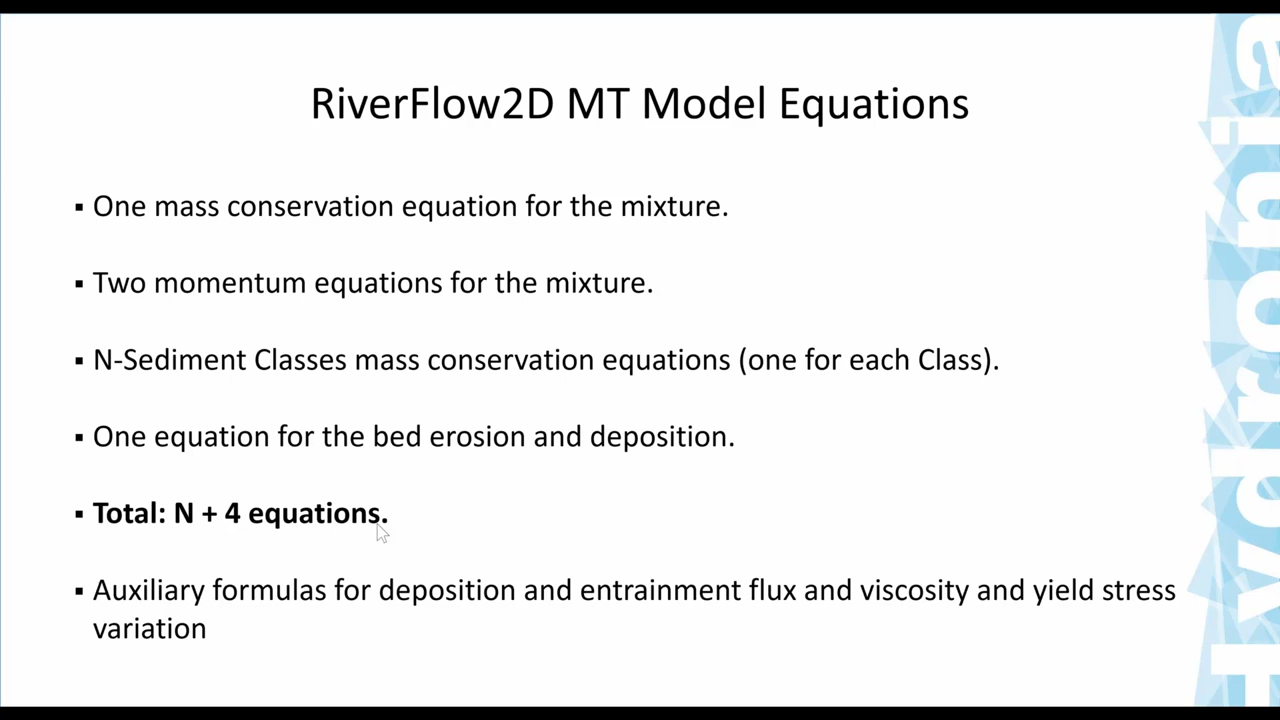 RiverFlow2D MT Model Equations
▪ One mass conservation equation for the mixture.
▪ Two momentum equations for the mixture.
▪ N-Sediment Classes mass conservation equations (one for each Class).
▪ One equation for the bed erosion and deposition.
▪ Total: N + 4 equations.
▪ Auxiliary formulas for deposition and entrainment flux and viscosity and yield stress
variation
Hydronia